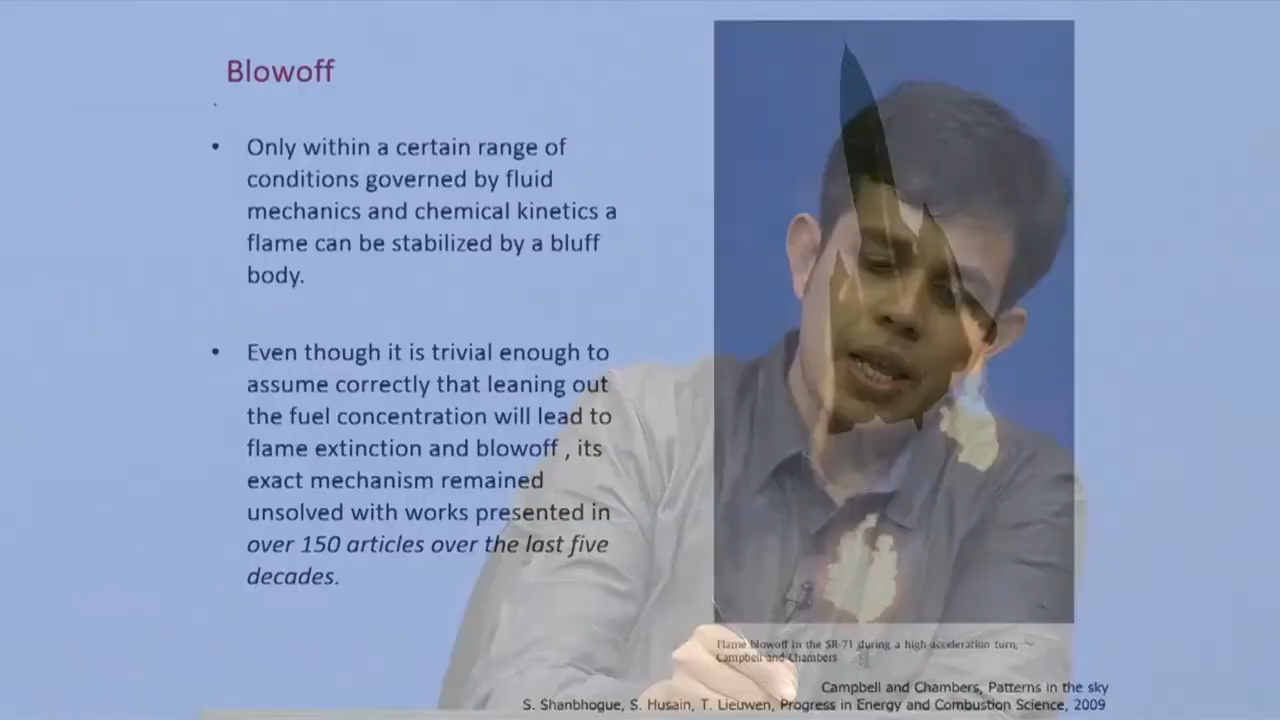 Blowoff
• Only within a certain range of
conditions governed by fluid
mechanics and chemical kinetics a
flame can be stabilized by a bluff
body.
• Even though it is trivial enough to
assume correctly that leaning out
the fuel concentration will lead to
flame extinction and blowoff , its
exact mechanism remained
unsolved with works presented in
over 150 articles over the last five
decades.
Flame blowoff in the SR-71 during a high-acceleration turn,
Campbell and Chambers
Campbell and Chambers, Patterns in the sky
S. Shanbhogue, S. Husain, T. Lieuwen, Progress in Energy and Combustion Science, 2009